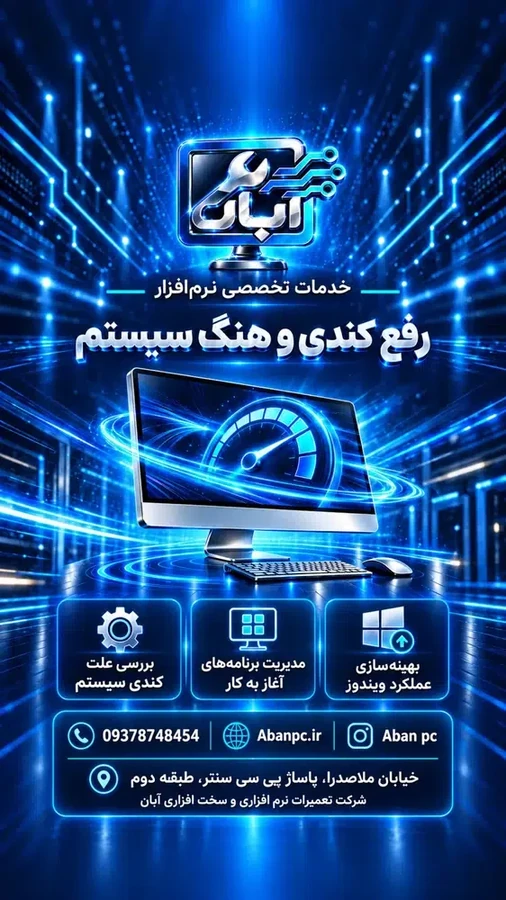 آبان
خدمات تخصصی نرم‌افزار
رفع کندی و هنگ سیستم
بهینه‌سازی
عملکرد ویندوز
مدیریت برنامه‌های
آغاز به کار
بررسی علت
کندی سیستم
09378748454 | Abanpc.ir | Aban pc
خیابان ملاصدرا، پاساژ پی سی سنتر، طبقه دوم
شرکت تعمیرات نرم افزاری و سخت افزاری آبان